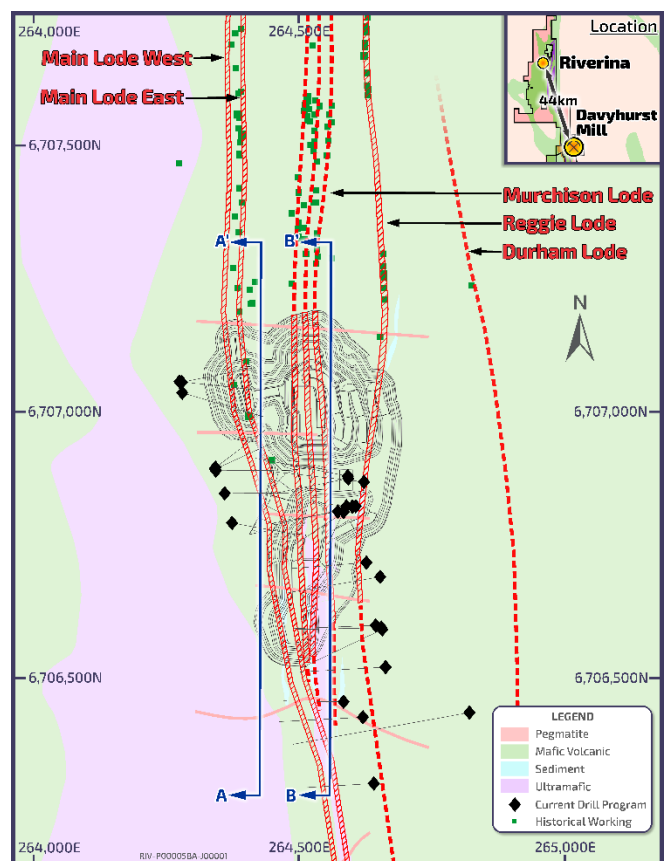 264,000E
264,500E
Location
Riverina
44km
Davyhurst
Mill
Main Lode West
Main Lode East
6,707,500N
Murchison Lode
Reggie Lode
Durham Lode
A'
B'
N
6,707,000N
6,707,000N
6,706,500N
6,706,500N
A
B
LEGEND
Pegmatite
Mafic Volcanic
Sediment
Ultramafic
Current Drill Program
Historical Working
264,000E
264,500E
265,000E
RIV-P00005BA J00001